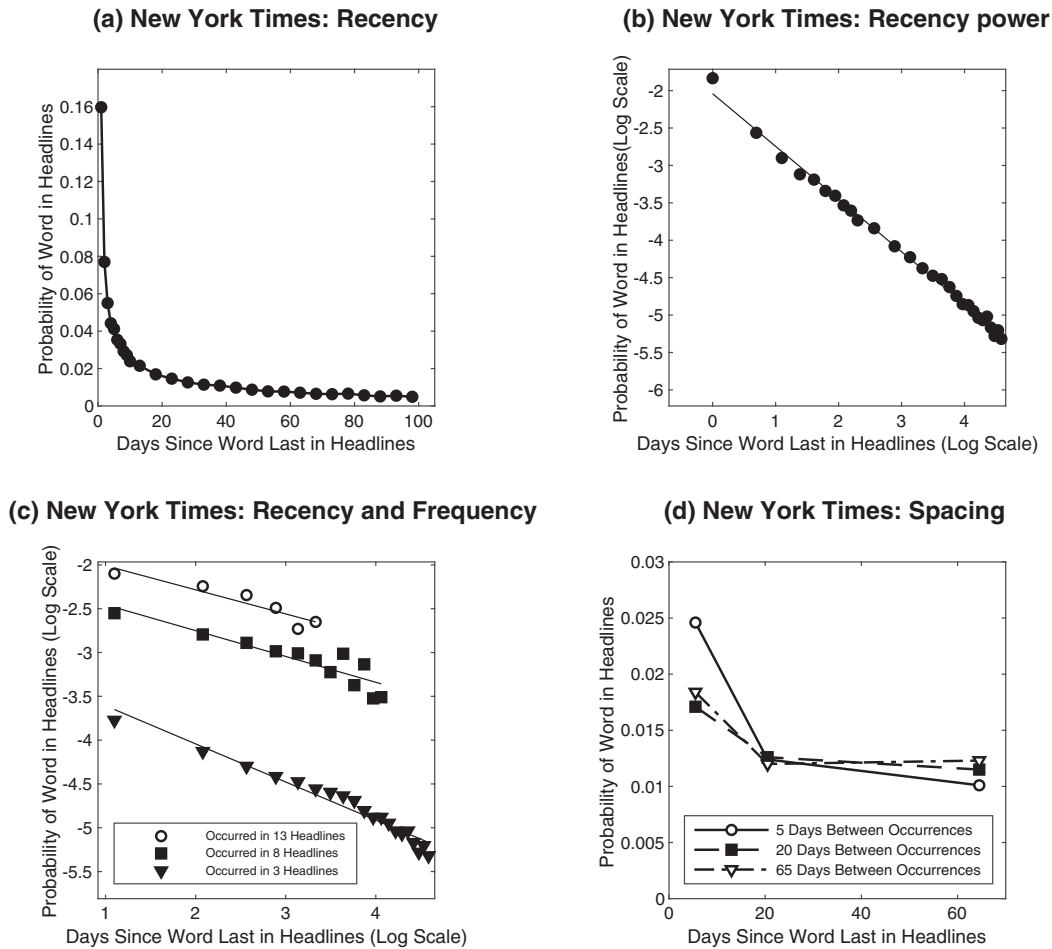 (a) New York Times: Recency
0.16
0.14
0.12
0.1
0.08
0.06
0.04
0.02
0
0 20 40 60 80 100
Probability of Word in Headlines
Days Since Word Last in Headlines
(b) New York Times: Recency power
-2
-2.5
-3
-3.5
-4
-4.5
-5
-5.5
-6
0 1 2 3 4
Probability of Word in Headlines(Log Scale)
Days Since Word Last in Headlines (Log Scale)
(c) New York Times: Recency and Frequency
-2
-2.5
-3
-3.5
-4
-4.5
-5
-5.5
1 2 3 4
Probability of Word in Headlines (Log Scale)
Occurred in 13 Headlines
Occurred in 8 Headlines
Occurred in 3 Headlines
Days Since Word Last in Headlines (Log Scale)
(d) New York Times: Spacing
0.03
0.025
0.02
0.015
0.01
0.005
0
0 20 40 60
Probability of Word in Headlines
5 Days Between Occurrences
20 Days Between Occurrences
65 Days Between Occurrences
Days Since Word Last in Headlines